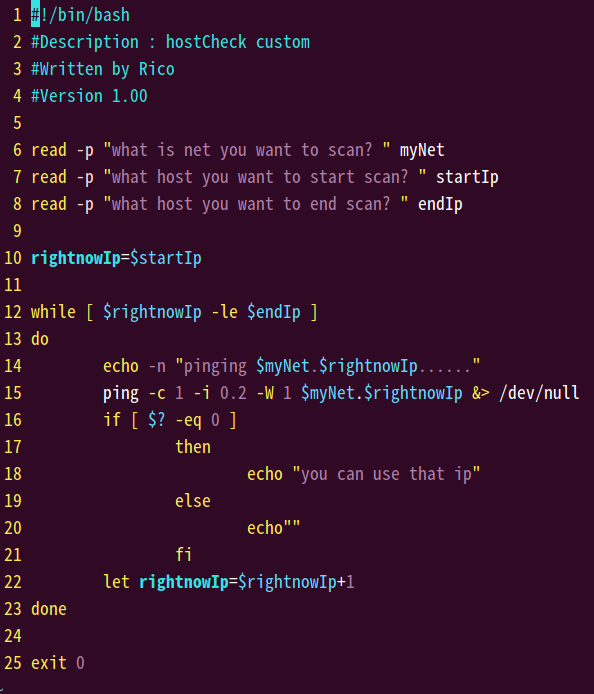 1 #!/bin/bash
2 #Description : hostCheck custom
3 #Written by Rico
4 #Version 1.00
5
6 read -p "what is net you want to scan? " myNet
7 read -p "what host you want to start scan? " startIp
8 read -p "what host you want to end scan? " endIp
9
10 rightnowIp=$startIp
11
12 while [ $rightnowIp -le $endIp ]
13 do
14         echo -n "pinging $myNet.$rightnowIp......"
15         ping -c 1 -i 0.2 -W 1 $myNet.$rightnowIp &> /dev/null
16         if [ $? -eq 0 ]
17                 then
18                         echo "you can use that ip"
19                 else
20                         echo""
21                 fi
22         let rightnowIp=$rightnowIp+1
23 done
24
25 exit 0
~